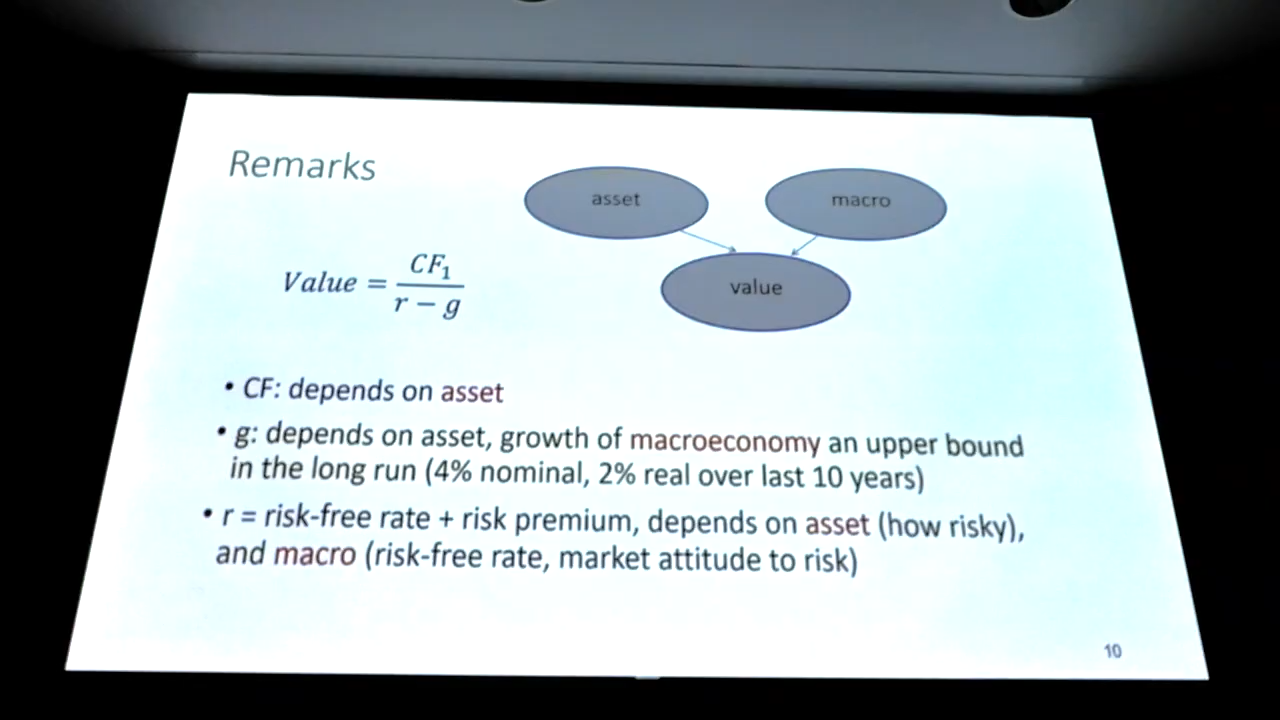 Remarks
asset
macro
value
Value = CF₁ / r − g
• CF: depends on asset
• g: depends on asset, growth of macroeconomy an upper bound
in the long run (4% nominal, 2% real over last 10 years)
• r = risk-free rate + risk premium, depends on asset (how risky),
and macro (risk-free rate, market attitude to risk)
10